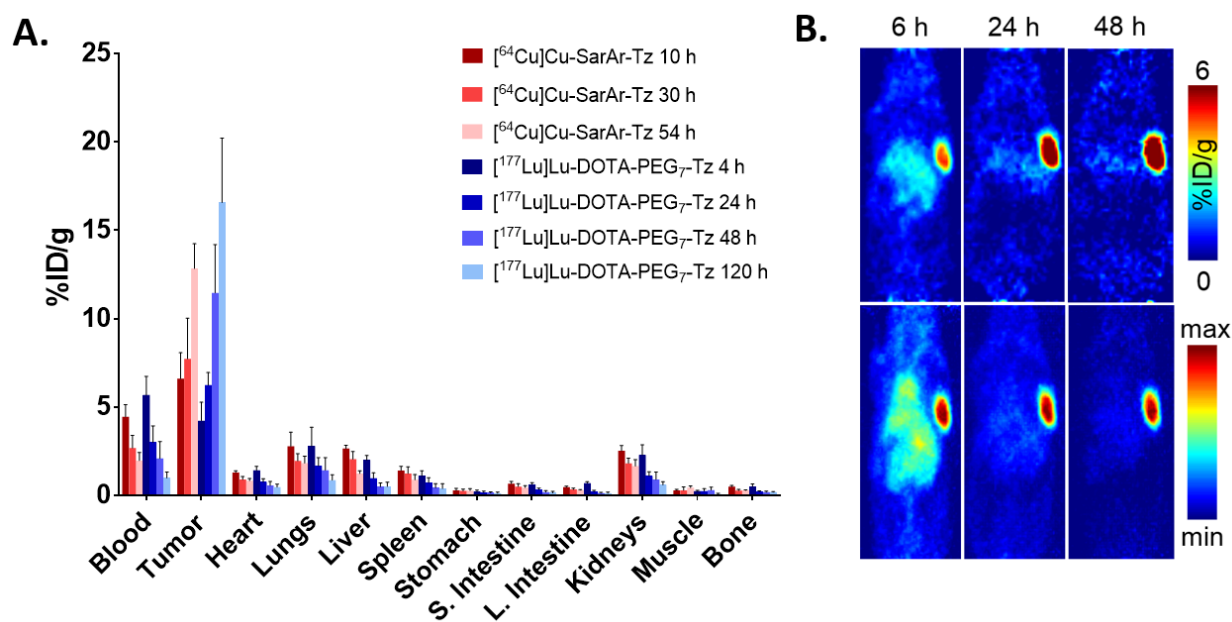 A.
25
20
15
10
5
0
%ID/g
[⁶⁴Cu]Cu-SarAr-Tz 10 h
[⁶⁴Cu]Cu-SarAr-Tz 30 h
[⁶⁴Cu]Cu-SarAr-Tz 54 h
[¹⁷⁷Lu]Lu-DOTA-PEG₇-Tz 4 h
[¹⁷⁷Lu]Lu-DOTA-PEG₇-Tz 24 h
[¹⁷⁷Lu]Lu-DOTA-PEG₇-Tz 48 h
[¹⁷⁷Lu]Lu-DOTA-PEG₇-Tz 120 h
Blood
Tumor
Heart
Lungs
Liver
Spleen
Stomach
S. Intestine
L. Intestine
Kidneys
Muscle
Bone
B.
6 h
24 h
48 h
6
%ID/g
0
max
min